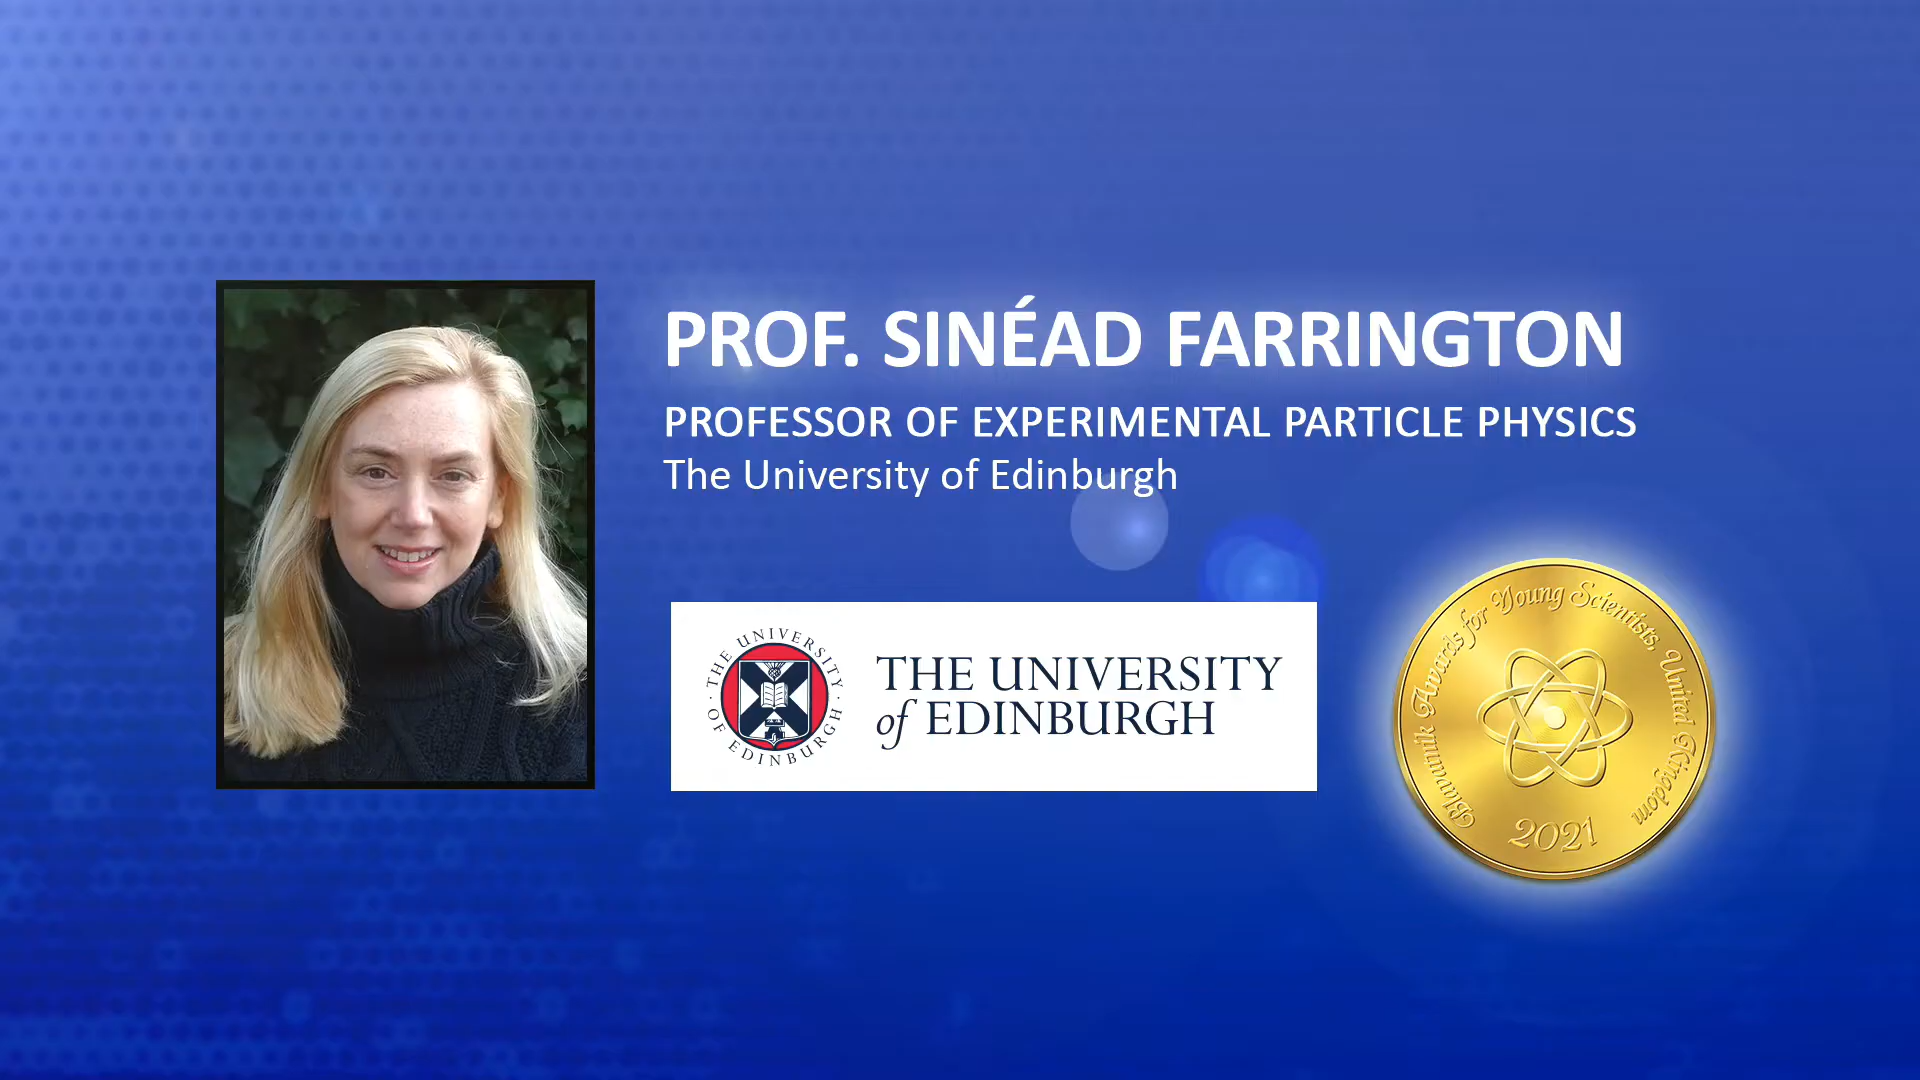 PROF. SINÉAD FARRINGTON
PROFESSOR OF EXPERIMENTAL PARTICLE PHYSICS
The University of Edinburgh
THE UNIVERSITY OF EDINBURGH
THE UNIVERSITY
of EDINBURGH
Blavatnik Awards for Young Scientists, United Kingdom
2021